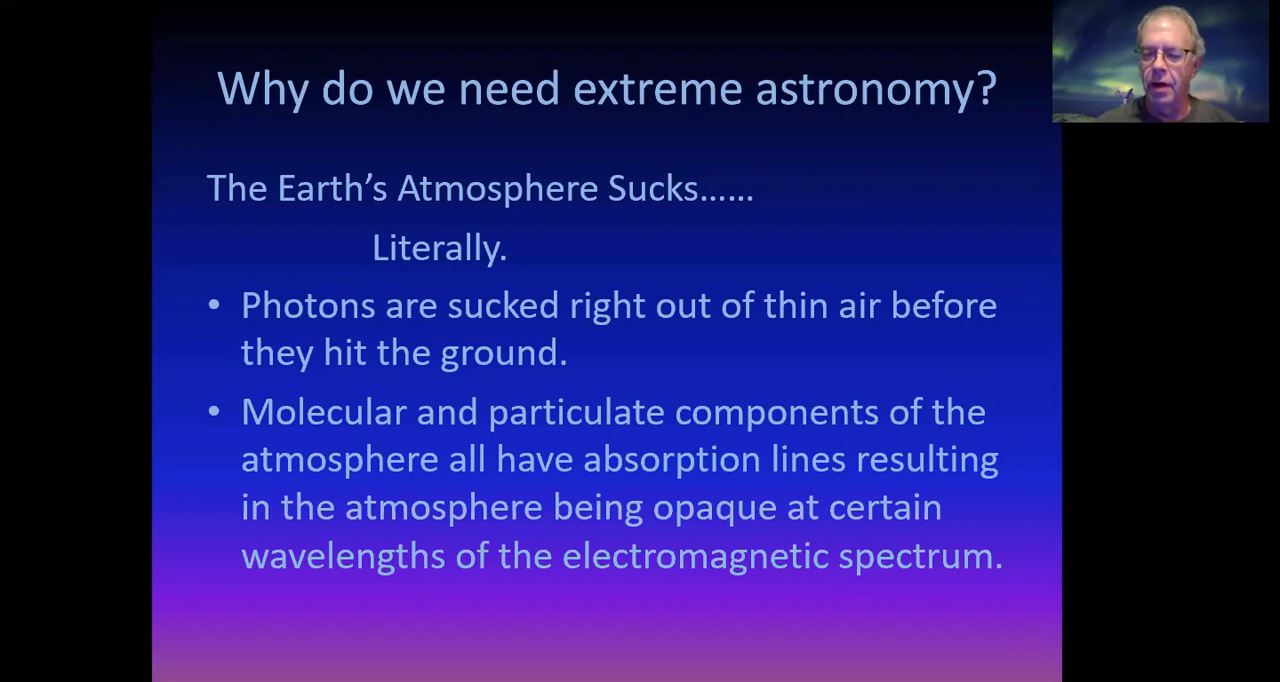 Why do we need extreme astronomy?
The Earth’s Atmosphere Sucks……
Literally.
• Photons are sucked right out of thin air before
they hit the ground.
• Molecular and particulate components of the
atmosphere all have absorption lines resulting
in the atmosphere being opaque at certain
wavelengths of the electromagnetic spectrum.